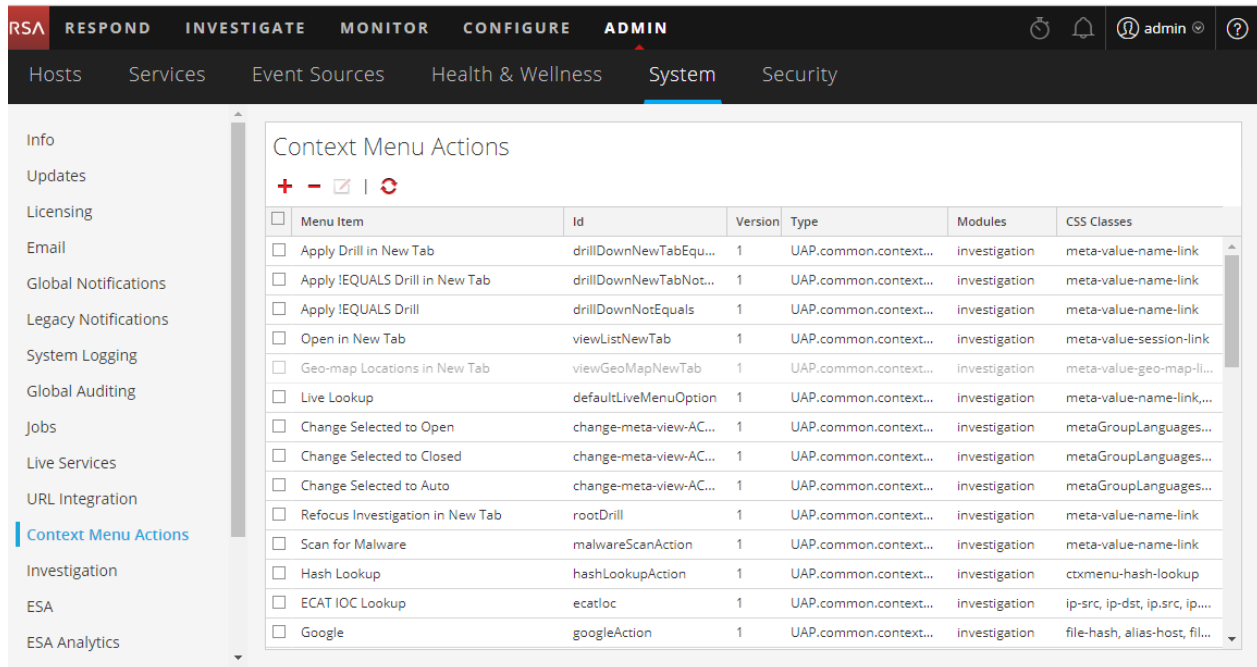 RSA RESPOND INVESTIGATE MONITOR CONFIGURE ADMIN admin
Hosts Services Event Sources Health & Wellness System Security
Info
Updates
Licensing
Email
Global Notifications
Legacy Notifications
System Logging
Global Auditing
Jobs
Live Services
URL Integration
Context Menu Actions
Investigation
ESA
ESA Analytics
Context Menu Actions
Menu Item Id Version Type Modules CSS Classes
Apply Drill in New Tab drillDownNewTabEqu... 1 UAP.common.context... investigation meta-value-name-link
Apply !EQUALS Drill in New Tab drillDownNewTabNot... 1 UAP.common.context... investigation meta-value-name-link
Apply !EQUALS Drill drillDownNotEquals 1 UAP.common.context... investigation meta-value-name-link
Open in New Tab viewListNewTab 1 UAP.common.context... investigation meta-value-session-link
Geo-map Locations in New Tab viewGeoMapNewTab 1 UAP.common.context... investigation meta-value-geo-map-li...
Live Lookup defaultLiveMenuOption 1 UAP.common.context... investigation meta-value-name-link,...
Change Selected to Open change-meta-view-AC... 1 UAP.common.context... investigation metaGroupLanguages...
Change Selected to Closed change-meta-view-AC... 1 UAP.common.context... investigation metaGroupLanguages...
Change Selected to Auto change-meta-view-AC... 1 UAP.common.context... investigation metaGroupLanguages...
Refocus Investigation in New Tab rootDrill 1 UAP.common.context... investigation meta-value-name-link
Scan for Malware malwareScanAction 1 UAP.common.context... investigation meta-value-name-link
Hash Lookup hashLookupAction 1 UAP.common.context... investigation ctxmenu-hash-lookup
ECAT IOC Lookup ecatIoc 1 UAP.common.context... investigation ip-src, ip-dst, ip.src, ip....
Google googleAction 1 UAP.common.context... investigation file-hash, alias-host, fil...